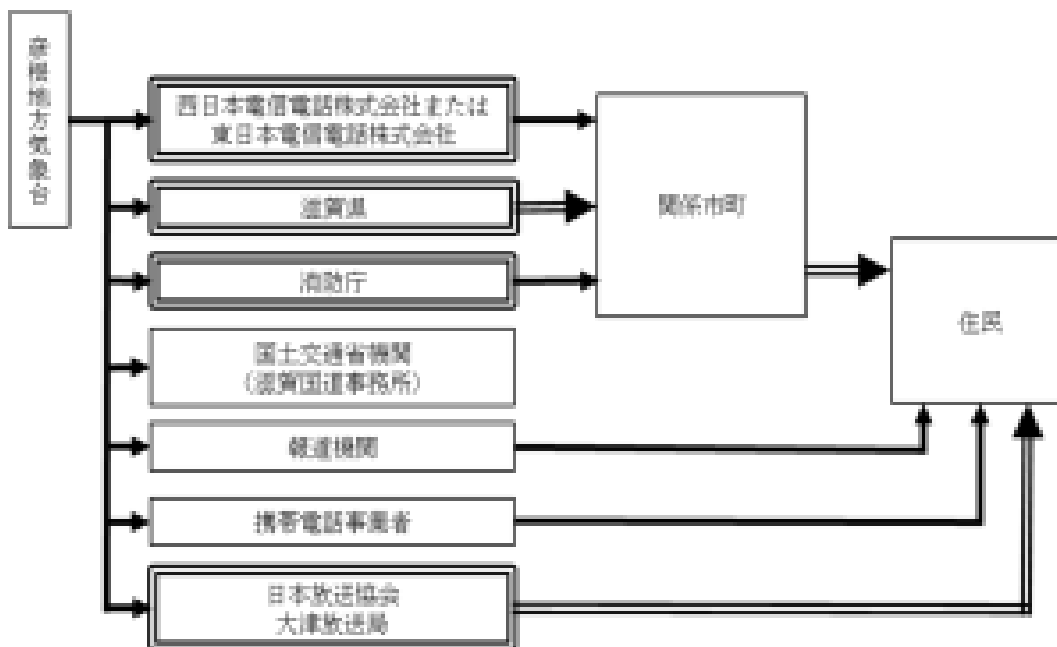 彦根地方気象台
西日本電信電話株式会社または
東日本電信電話株式会社
滋賀県
消防庁
国土交通省機関
（滋賀国道事務所）
報道機関
携帯電話事業者
日本放送協会
大津放送局
関係市町
住民